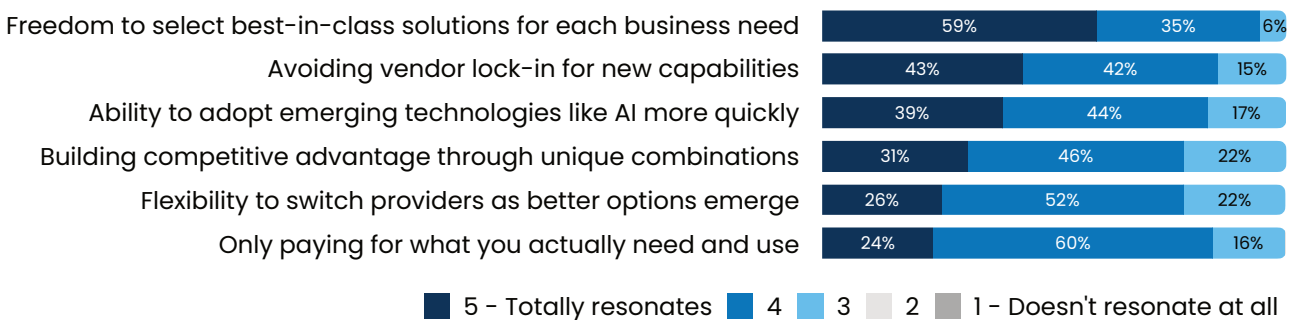 Freedom to select best-in-class solutions for each business need 59% 35% 6%
Avoiding vendor lock-in for new capabilities 43% 42% 15%
Ability to adopt emerging technologies like AI more quickly 39% 44% 17%
Building competitive advantage through unique combinations 31% 46% 22%
Flexibility to switch providers as better options emerge 26% 52% 22%
Only paying for what you actually need and use 24% 60% 16%
5 - Totally resonates 4 3 2 1 - Doesn't resonate at all